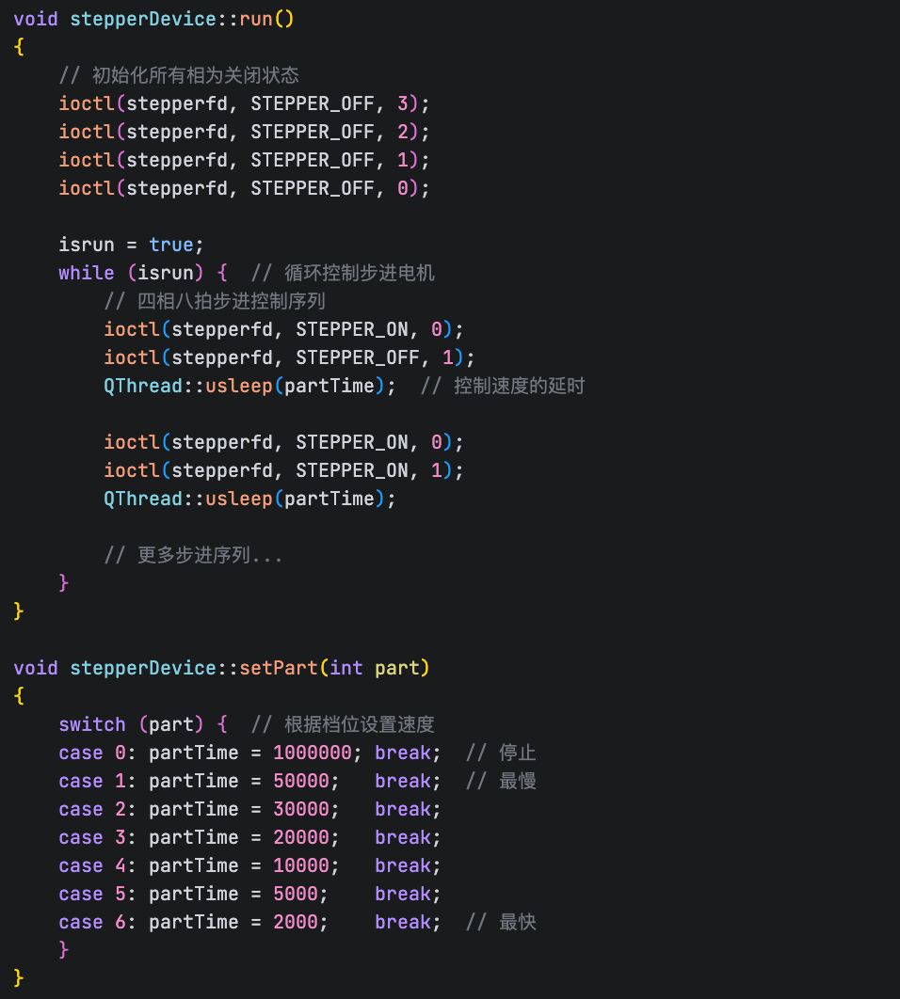 void stepperDevice::run()
{
    // 初始化所有相为关闭状态
    ioctl(stepperfd, STEPPER_OFF, 3);
    ioctl(stepperfd, STEPPER_OFF, 2);
    ioctl(stepperfd, STEPPER_OFF, 1);
    ioctl(stepperfd, STEPPER_OFF, 0);

    isrun = true;
    while (isrun) {  // 循环控制步进电机
        // 四相八拍步进控制序列
        ioctl(stepperfd, STEPPER_ON, 0);
        ioctl(stepperfd, STEPPER_OFF, 1);
        QThread::usleep(partTime);  // 控制速度的延时

        ioctl(stepperfd, STEPPER_ON, 0);
        ioctl(stepperfd, STEPPER_ON, 1);
        QThread::usleep(partTime);

        // 更多步进序列...
    }
}

void stepperDevice::setPart(int part)
{
    switch (part) {  // 根据档位设置速度
    case 0: partTime = 1000000; break;  // 停止
    case 1: partTime = 50000;   break;  // 最慢
    case 2: partTime = 30000;   break;
    case 3: partTime = 20000;   break;
    case 4: partTime = 10000;   break;
    case 5: partTime = 5000;    break;
    case 6: partTime = 2000;    break;  // 最快
    }
}